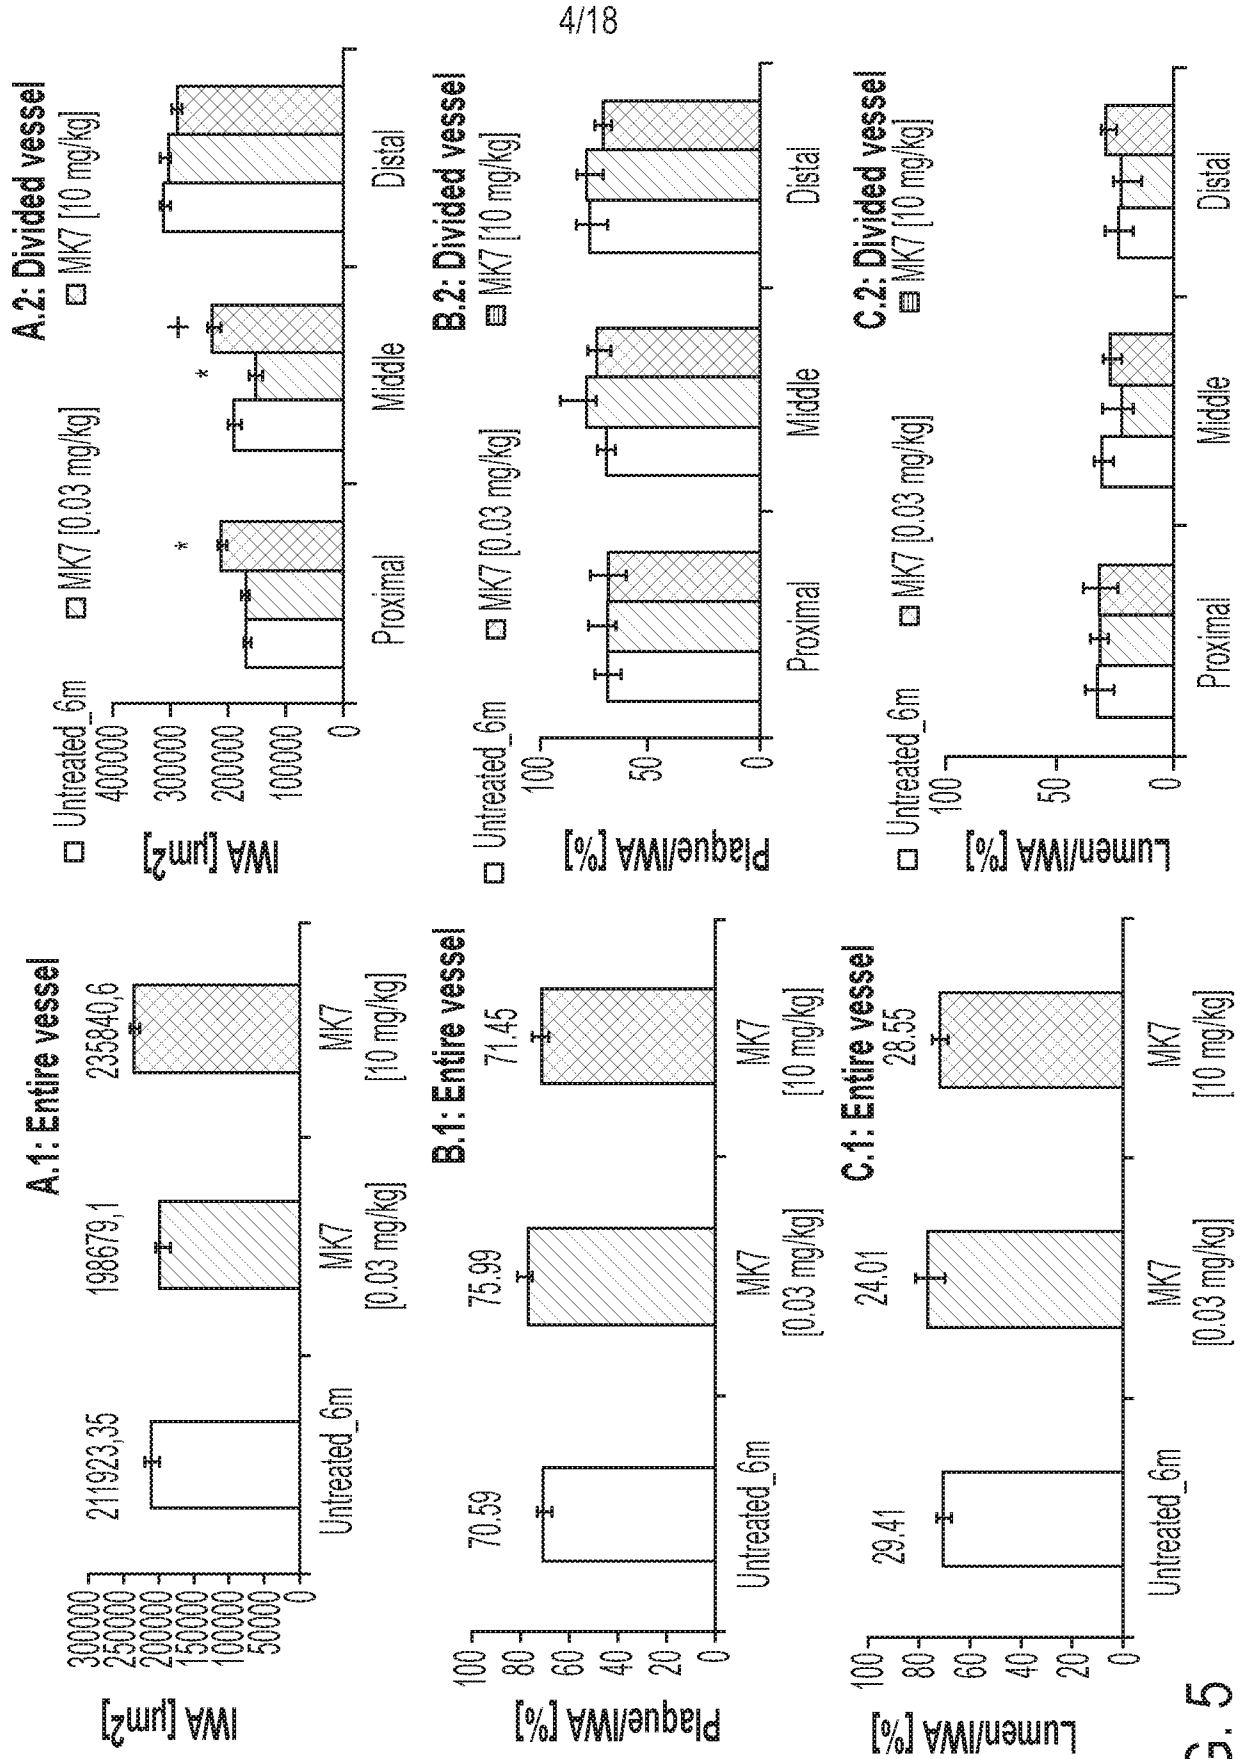 4/18
A.1: Entire vessel
IWA [µm²]
300000
250000
200000
150000
100000
50000
0
211923,35
198679,1
235840,6
Untreated_6m
MK7
[0.03 mg/kg]
MK7
[10 mg/kg]
A.2: Divided vessel
Untreated_6m
MK7 [0.03 mg/kg]
MK7 [10 mg/kg]
IWA [µm²]
400000
300000
200000
100000
0
*
*
+
Proximal
Middle
Distal
B.1: Entire vessel
Plaque/IWA [%]
100
80
60
40
20
0
70.59
75.99
71.45
Untreated_6m
MK7
[0.03 mg/kg]
MK7
[10 mg/kg]
B.2: Divided vessel
Untreated_6m
MK7 [0.03 mg/kg]
MK7 [10 mg/kg]
Plaque/IWA [%]
100
50
0
Proximal
Middle
Distal
C.1: Entire vessel
Lumen/IWA [%]
100
80
60
40
20
0
29.41
24.01
28.55
Untreated_6m
MK7
[0.03 mg/kg]
MK7
[10 mg/kg]
C.2: Divided vessel
Untreated_6m
MK7 [0.03 mg/kg]
MK7 [10 mg/kg]
Lumen/IWA [%]
100
50
0
Proximal
Middle
Distal
G. 5